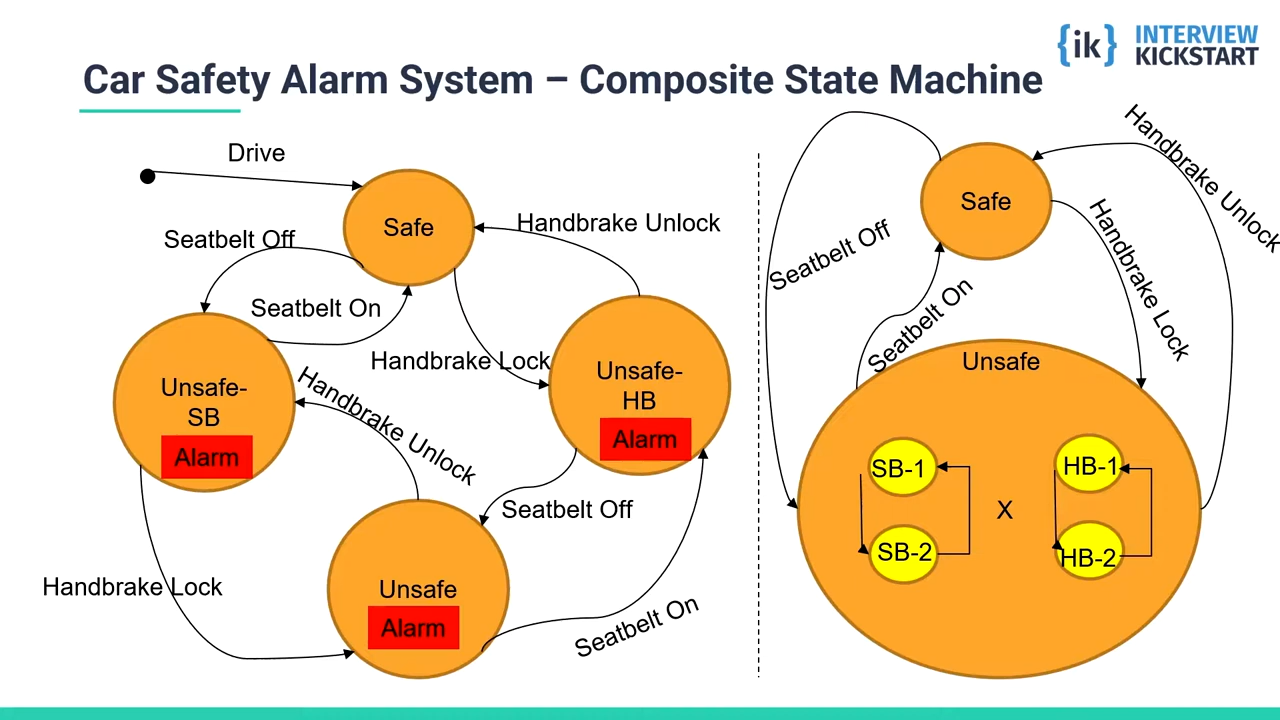 {ik} INTERVIEW
KICKSTART
Car Safety Alarm System – Composite State Machine
Drive
Safe
Seatbelt Off
Handbrake Unlock
Seatbelt On
Handbrake Lock
Unsafe-
SB
Alarm
Handbrake Unlock
Unsafe-
HB
Alarm
Seatbelt Off
Handbrake Lock
Unsafe
Alarm
Seatbelt On
Safe
Handbrake Unlock
Seatbelt Off
Handbrake Lock
Seatbelt On
Unsafe
SB-1
HB-1
X
SB-2
HB-2